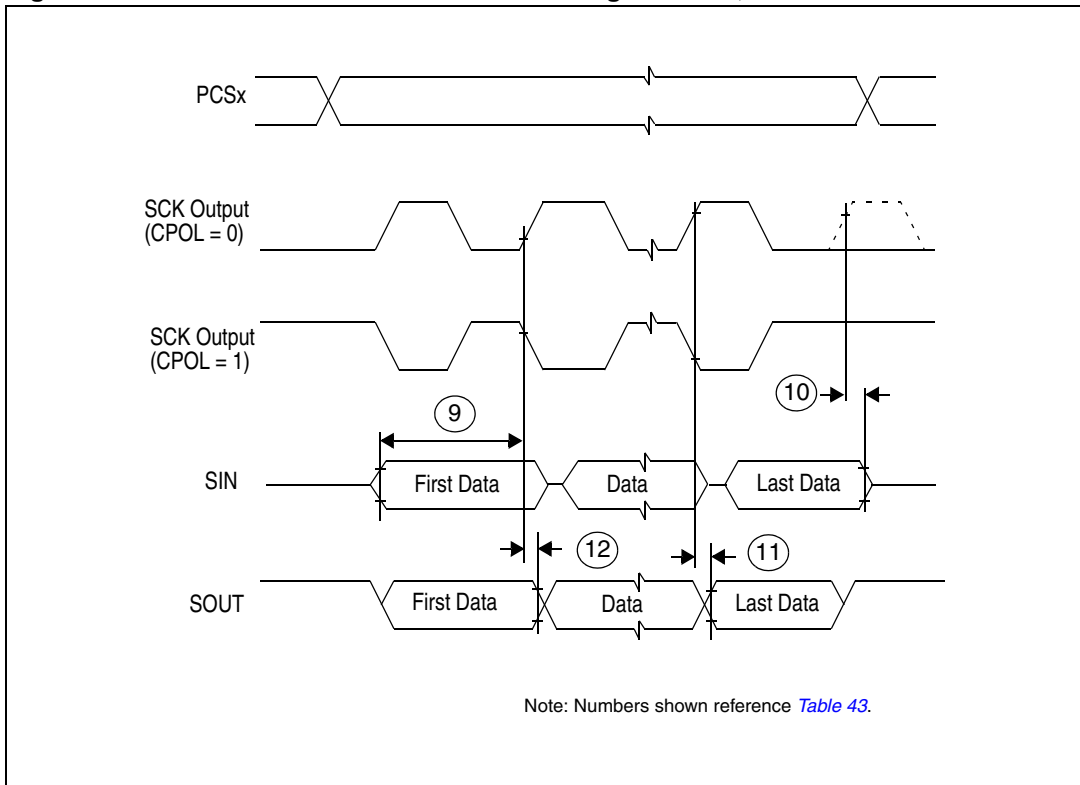 PCSx
SCK Output
(CPOL = 0)
SCK Output
(CPOL = 1)
10
9
SIN
First Data
Data
Last Data
12
11
SOUT
First Data
Data
Last Data
Note: Numbers shown reference Table 43.